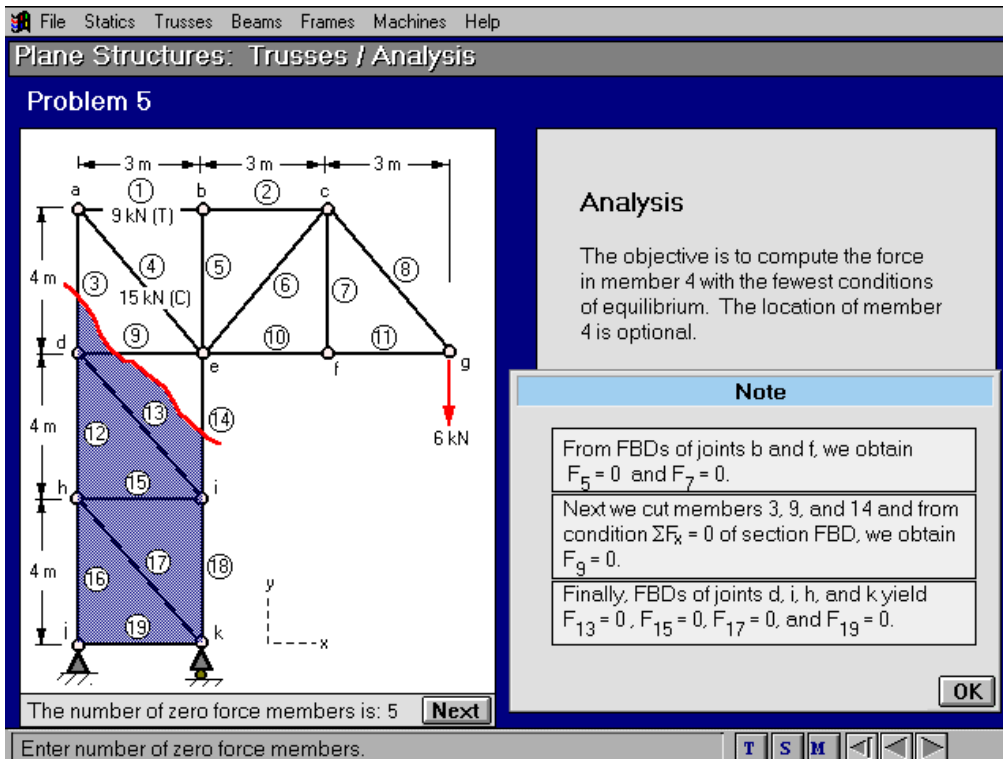 File Statics Trusses Beams Frames Machines Help
Plane Structures: Trusses / Analysis
Problem 5
3 m 3 m 3 m
a 1 b 2 c
9 kN (T)
4 m 3 4 5 6 7 8
15 kN (C)
d 9 e 10 f 11 g
6 kN
4 m 12 13 14
h 15 i
4 m 16 17 18
y
j 19 k x
The number of zero force members is: 5 Next
Analysis
The objective is to compute the force
in member 4 with the fewest conditions
of equilibrium. The location of member
4 is optional.
Note
From FBDs of joints b and f, we obtain
F5 = 0 and F7 = 0.
Next we cut members 3, 9, and 14 and from
condition ΣFx = 0 of section FBD, we obtain
F9 = 0.
Finally, FBDs of joints d, i, h, and k yield
F13 = 0 , F15 = 0, F17 = 0, and F19 = 0.
OK
Enter number of zero force members. T S M